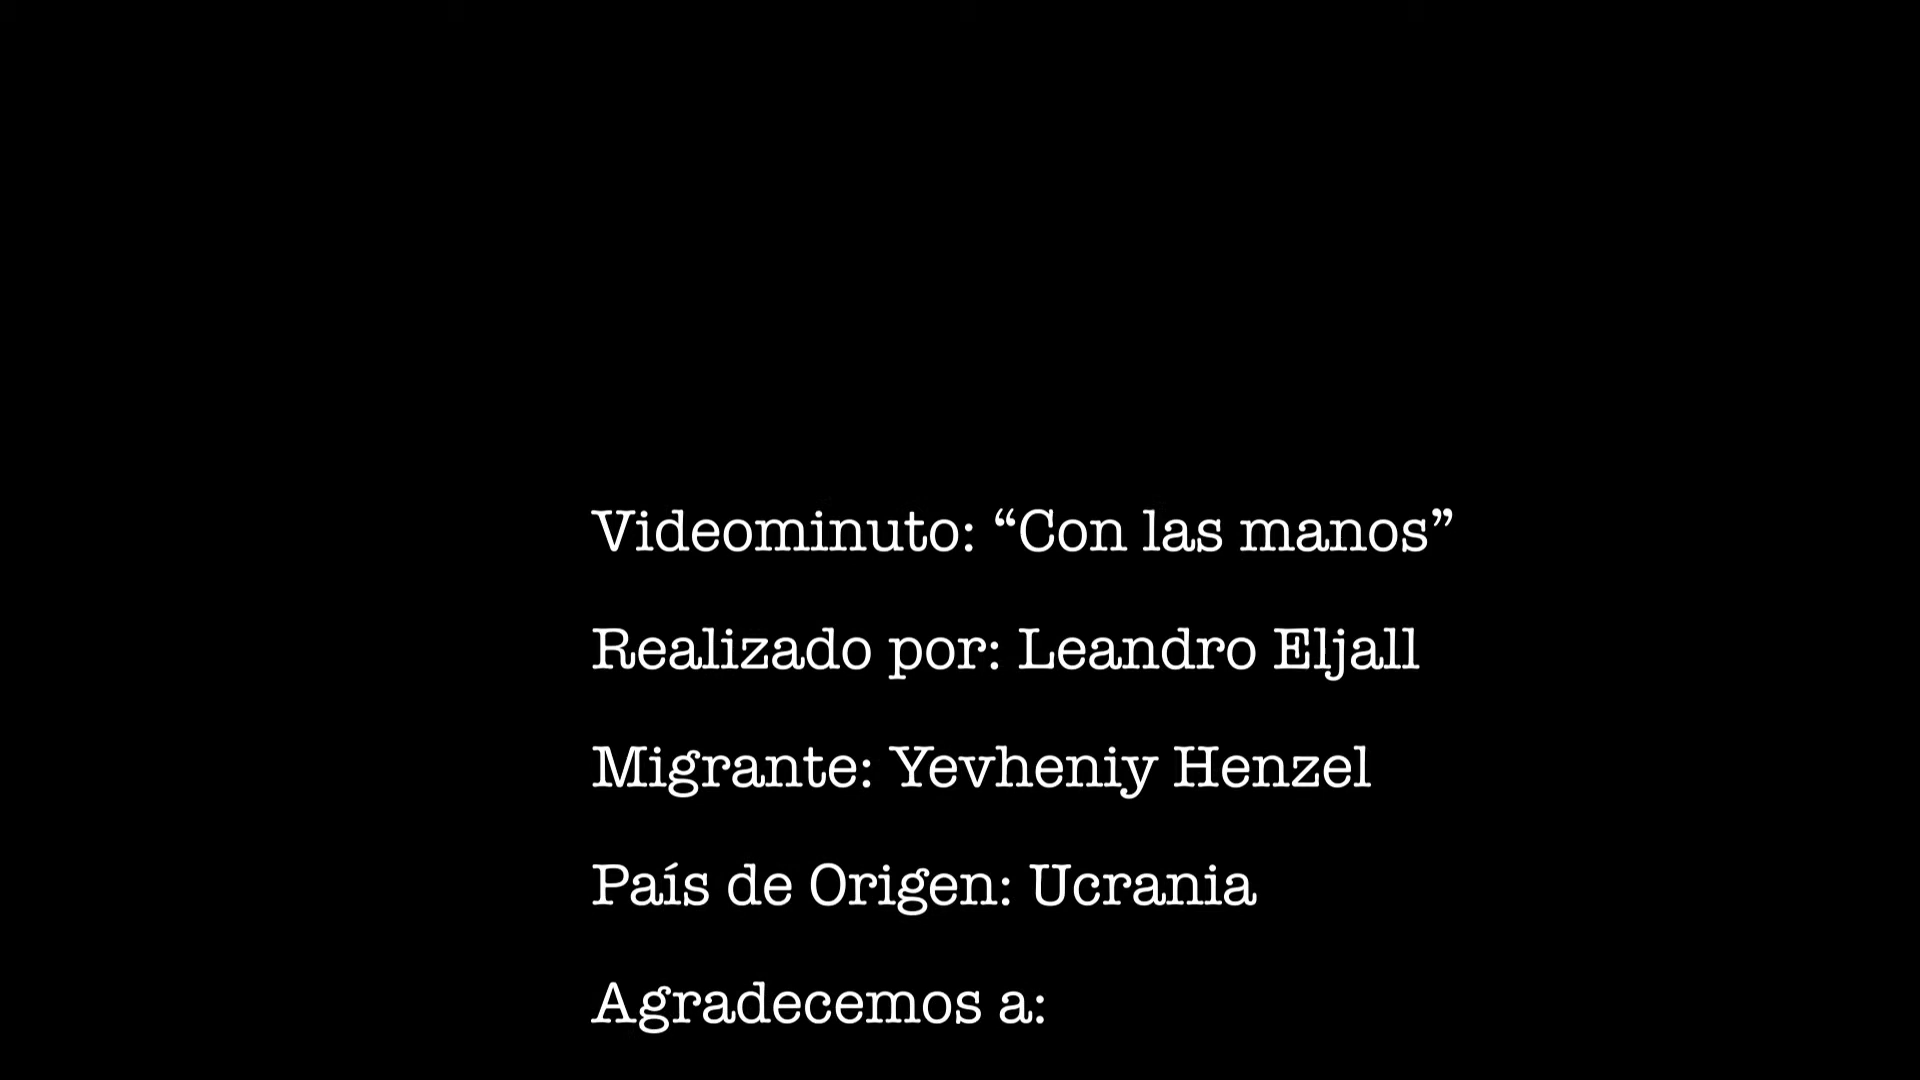 Videominuto: “Con las manos”
Realizado por: Leandro Eljall
Migrante: Yevheniy Henzel
País de Origen: Ucrania
Agradecemos a: